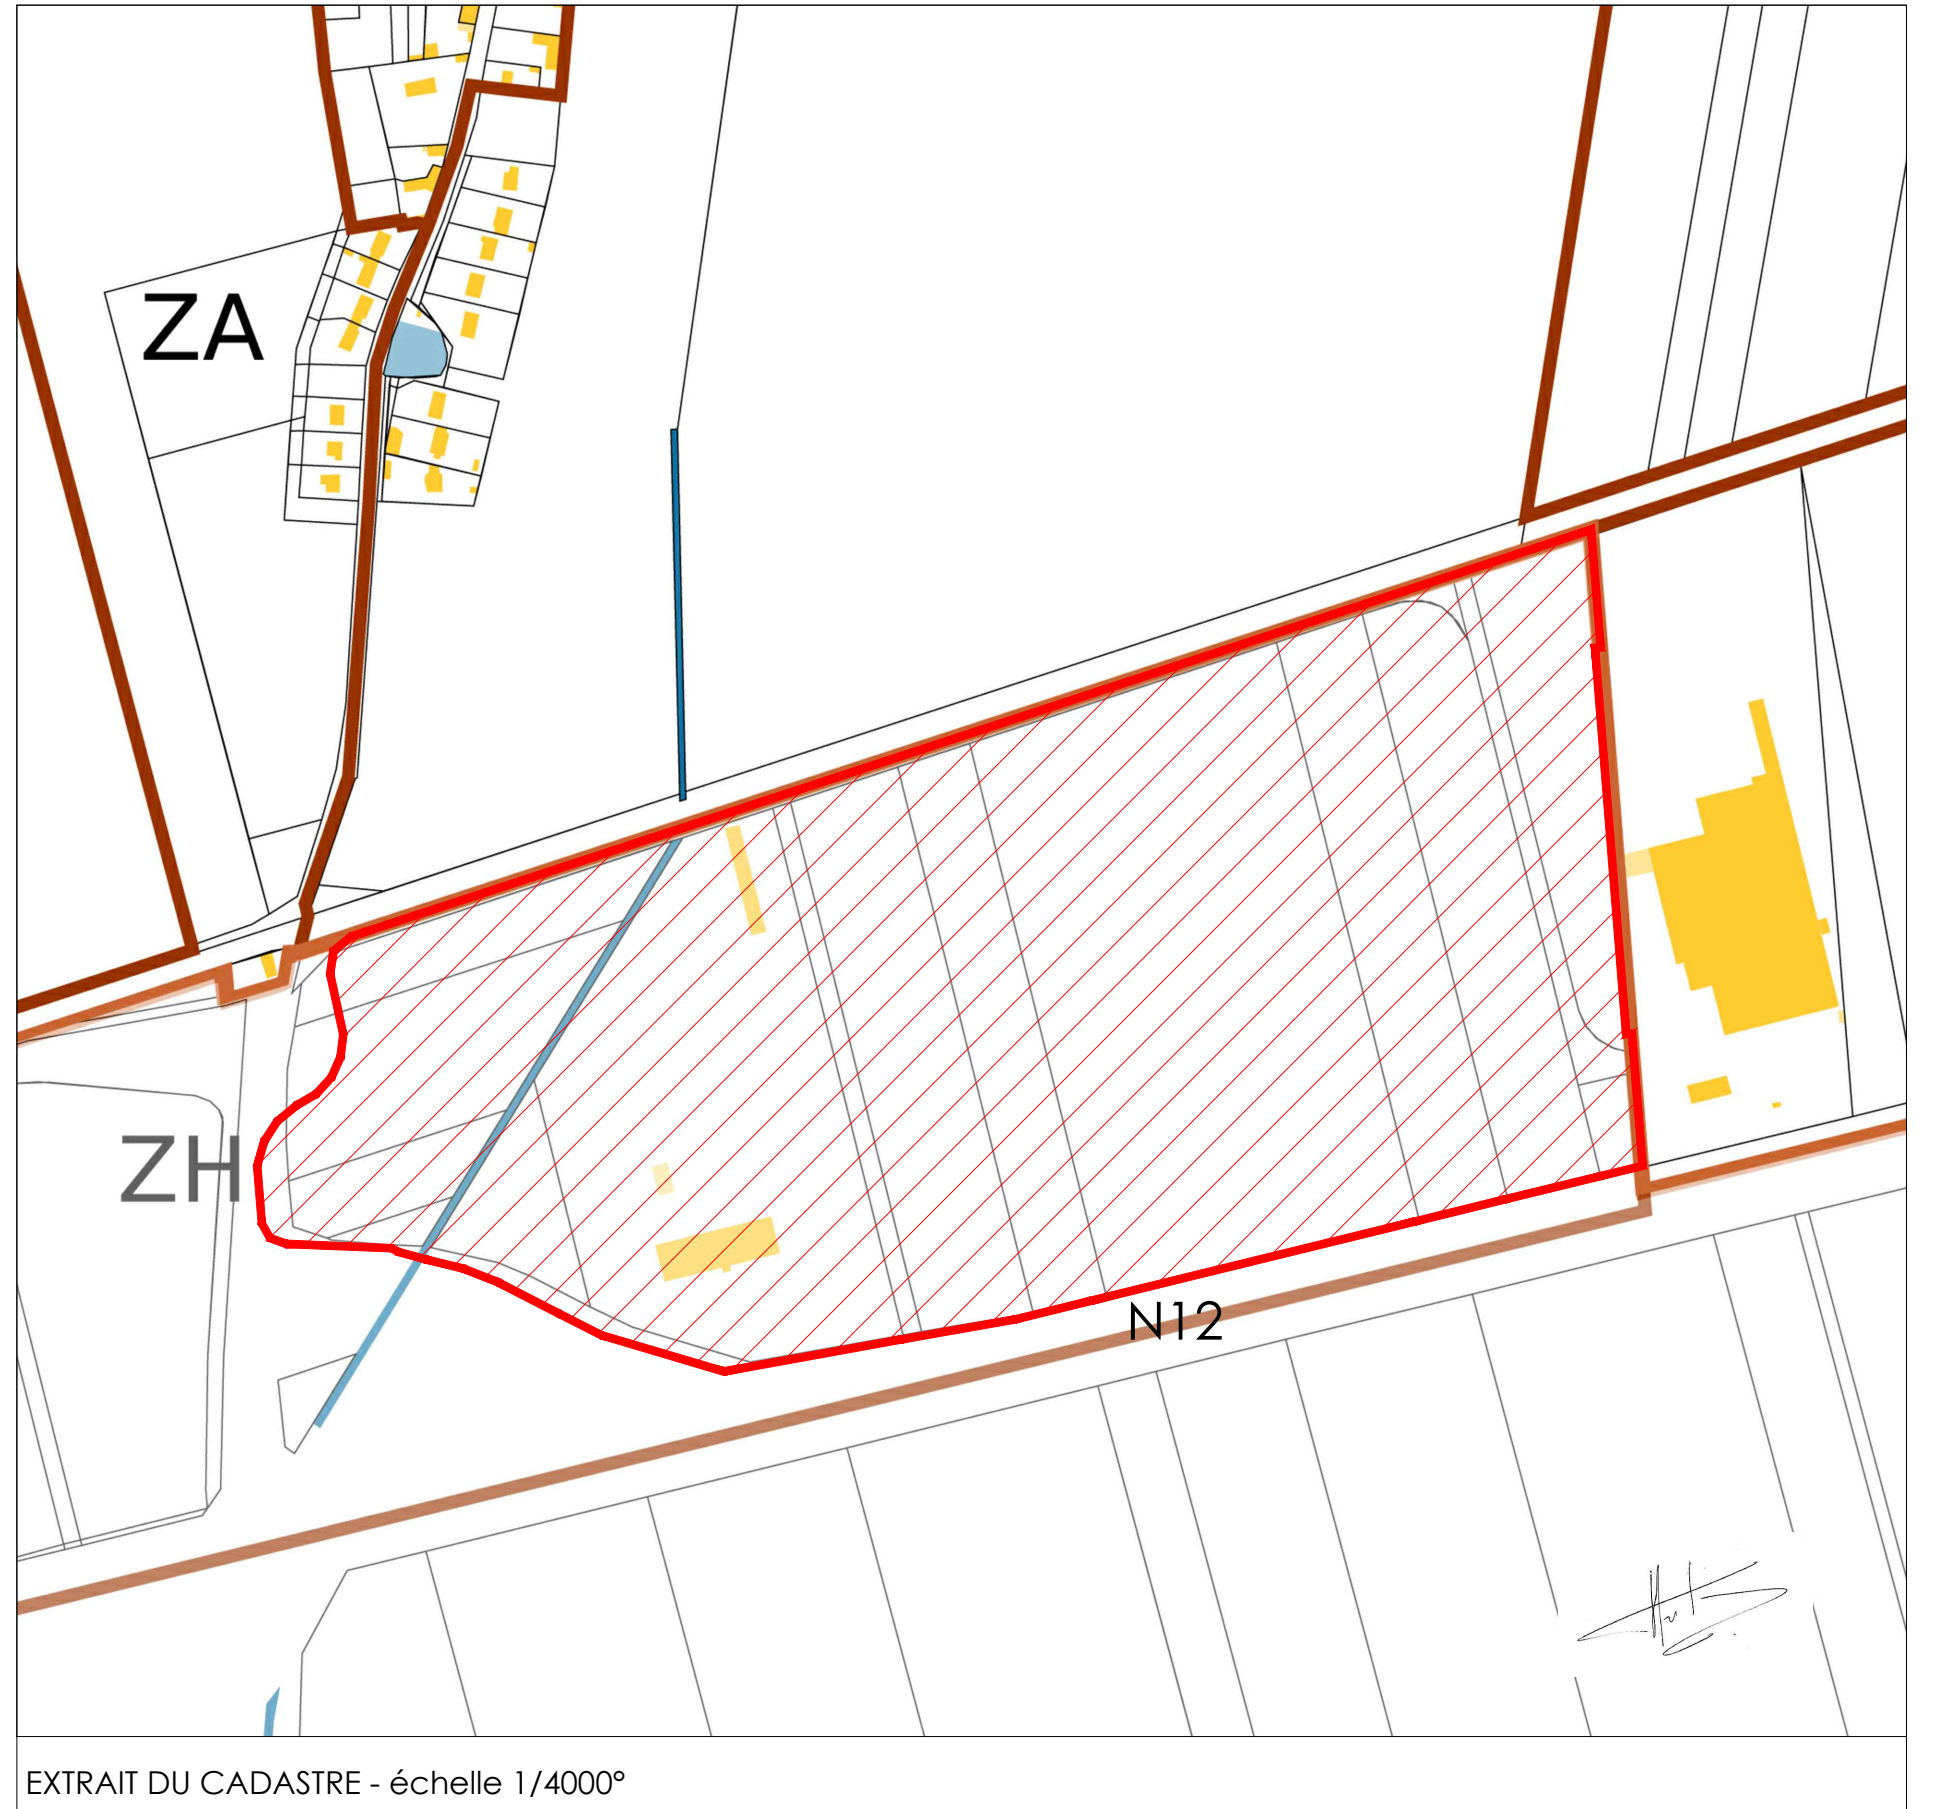 ZA
ZH
N12
EXTRAIT DU CADASTRE - échelle 1/4000°